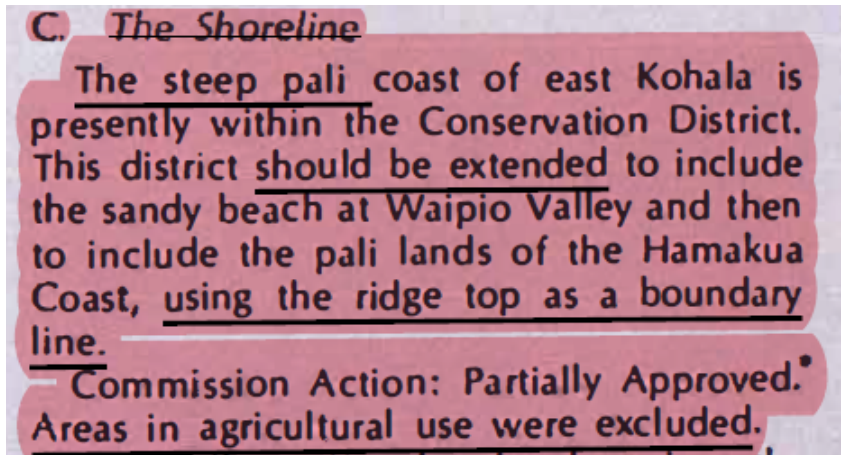 C. The Shoreline
The steep pali coast of east Kohala is
presently within the Conservation District.
This district should be extended to include
the sandy beach at Waipio Valley and then
to include the pali lands of the Hamakua
Coast, using the ridge top as a boundary
line.
Commission Action: Partially Approved.*
Areas in agricultural use were excluded.